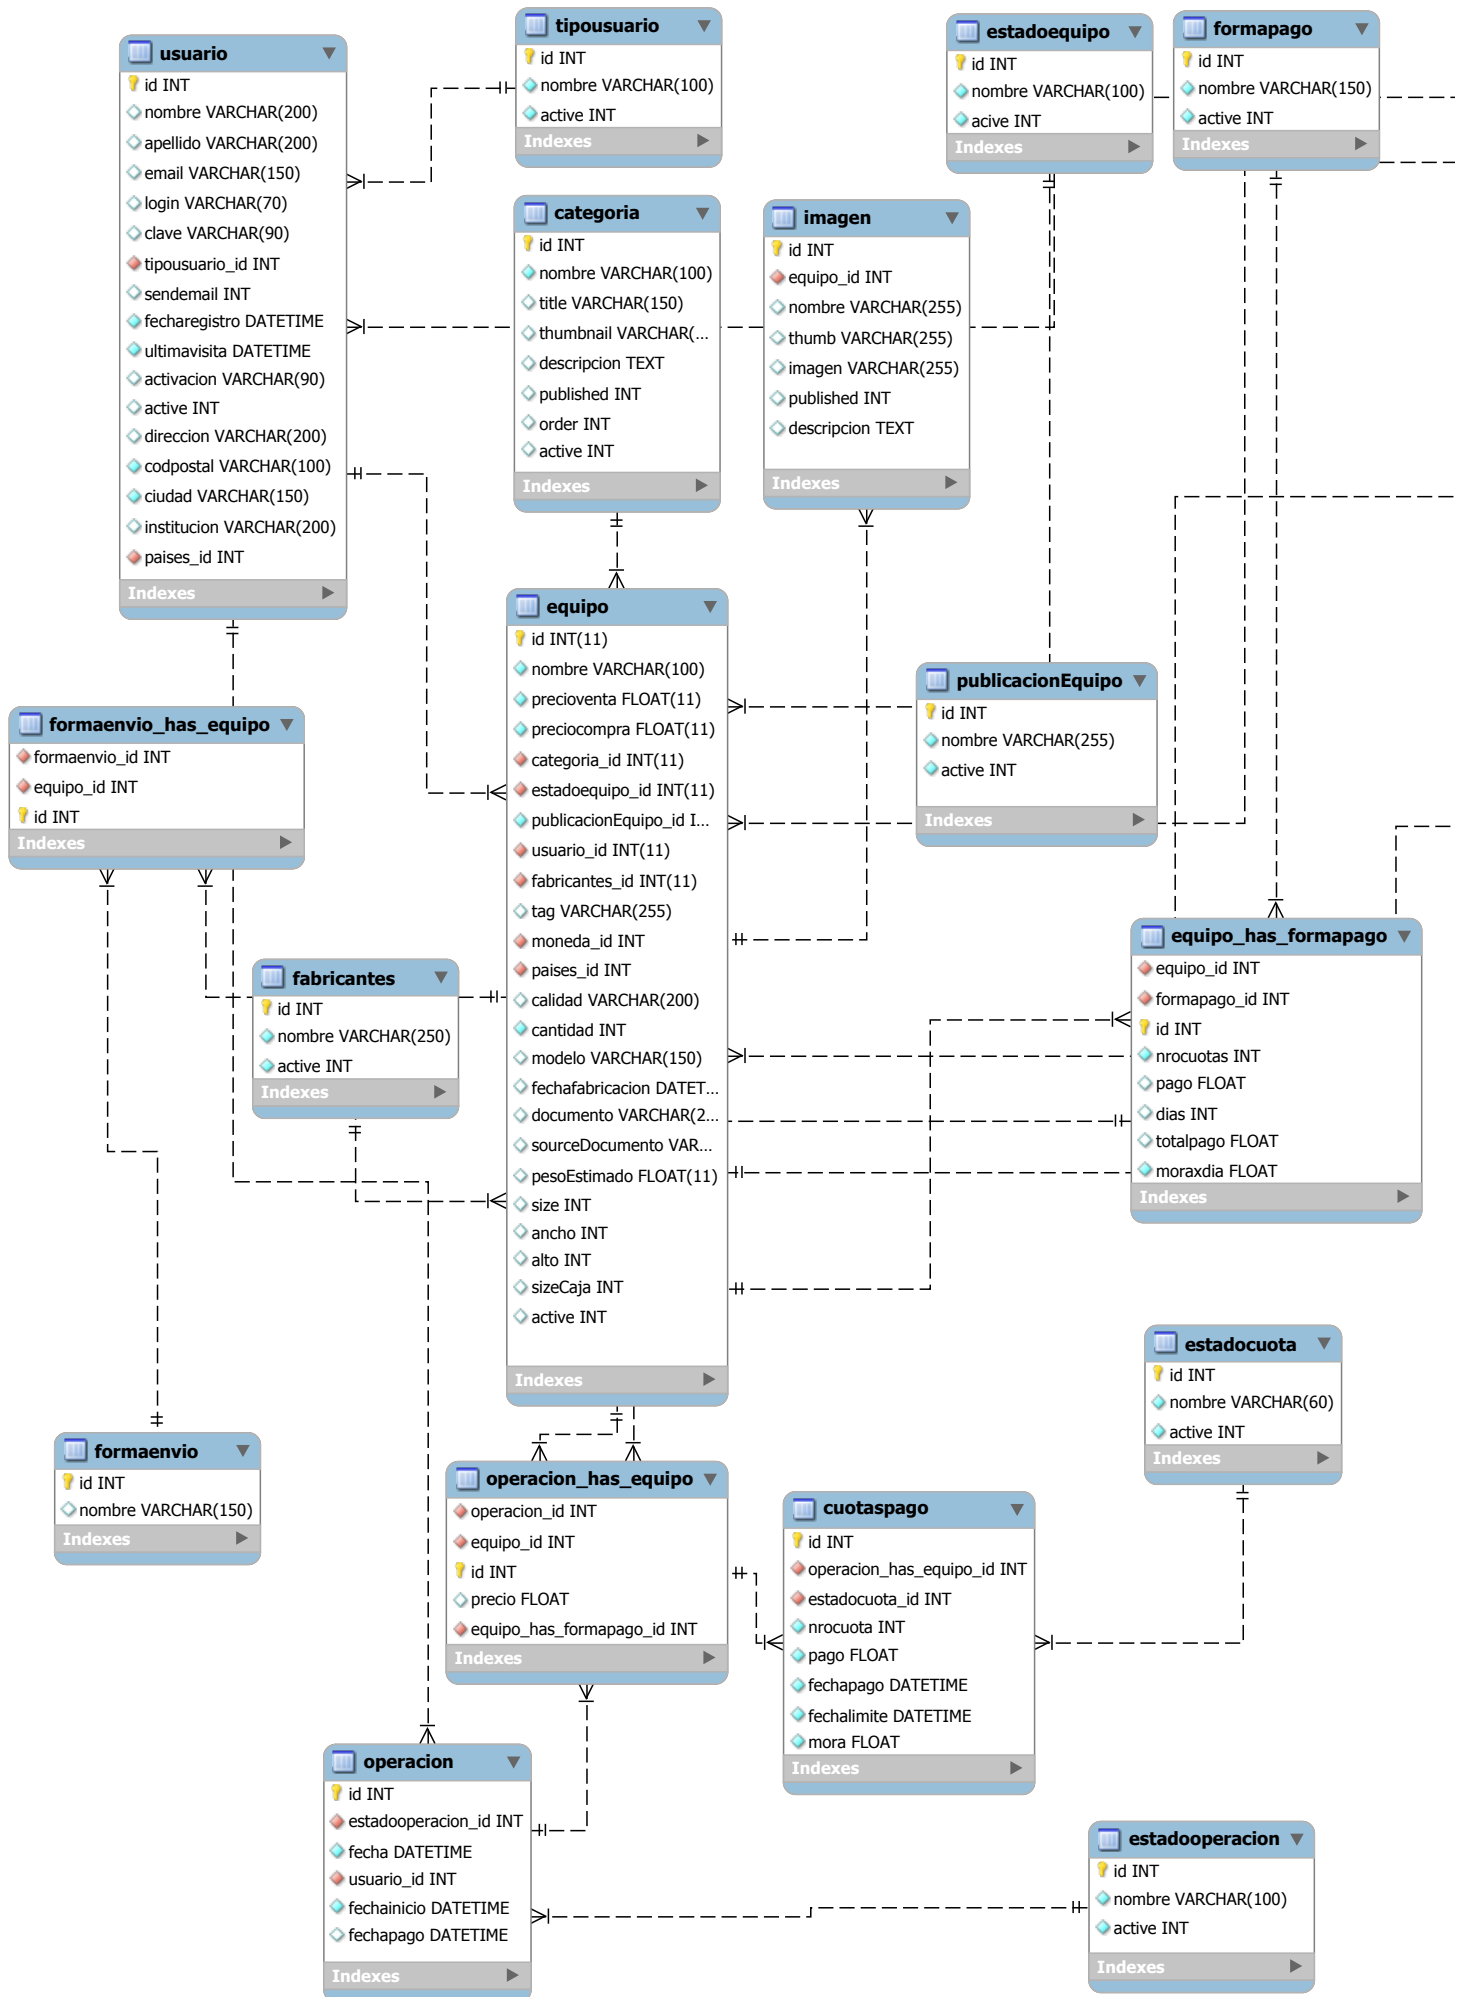 usuario
id INT
nombre VARCHAR(200)
apellido VARCHAR(200)
email VARCHAR(150)
login VARCHAR(70)
clave VARCHAR(90)
tipousuario_id INT
sendemail INT
fecharegistro DATETIME
ultimavisita DATETIME
activacion VARCHAR(90)
active INT
direccion VARCHAR(200)
codpostal VARCHAR(100)
ciudad VARCHAR(150)
institucion VARCHAR(200)
paises_id INT
Indexes
tipousuario
id INT
nombre VARCHAR(100)
active INT
Indexes
estadoequipo
id INT
nombre VARCHAR(100)
acive INT
Indexes
formapago
id INT
nombre VARCHAR(150)
active INT
Indexes
categoria
id INT
nombre VARCHAR(100)
title VARCHAR(150)
thumbnail VARCHAR(...
descripcion TEXT
published INT
order INT
active INT
Indexes
imagen
id INT
equipo_id INT
nombre VARCHAR(255)
thumb VARCHAR(255)
imagen VARCHAR(255)
published INT
descripcion TEXT
Indexes
equipo
id INT(11)
nombre VARCHAR(100)
precioventa FLOAT(11)
preciocompra FLOAT(11)
categoria_id INT(11)
estadoequipo_id INT(11)
publicacionEquipo_id I...
usuario_id INT(11)
fabricantes_id INT(11)
tag VARCHAR(255)
moneda_id INT
paises_id INT
calidad VARCHAR(200)
cantidad INT
modelo VARCHAR(150)
fechafabricacion DATET...
documento VARCHAR(2...
sourceDocumento VAR...
pesoEstimado FLOAT(11)
size INT
ancho INT
alto INT
sizeCaja INT
active INT
Indexes
publicacionEquipo
id INT
nombre VARCHAR(255)
active INT
Indexes
formaenvio_has_equipo
formaenvio_id INT
equipo_id INT
id INT
Indexes
fabricantes
id INT
nombre VARCHAR(250)
active INT
Indexes
equipo_has_formapago
equipo_id INT
formapago_id INT
id INT
nrocuotas INT
pago FLOAT
dias INT
totalpago FLOAT
moraxdia FLOAT
Indexes
estadocuota
id INT
nombre VARCHAR(60)
active INT
Indexes
formaenvio
id INT
nombre VARCHAR(150)
Indexes
operacion_has_equipo
operacion_id INT
equipo_id INT
id INT
precio FLOAT
equipo_has_formapago_id INT
Indexes
cuotaspago
id INT
operacion_has_equipo_id INT
estadocuota_id INT
nrocuota INT
pago FLOAT
fechapago DATETIME
fechalimite DATETIME
mora FLOAT
Indexes
operacion
id INT
estadooperacion_id INT
fecha DATETIME
usuario_id INT
fechainicio DATETIME
fechapago DATETIME
Indexes
estadooperacion
id INT
nombre VARCHAR(100)
active INT
Indexes